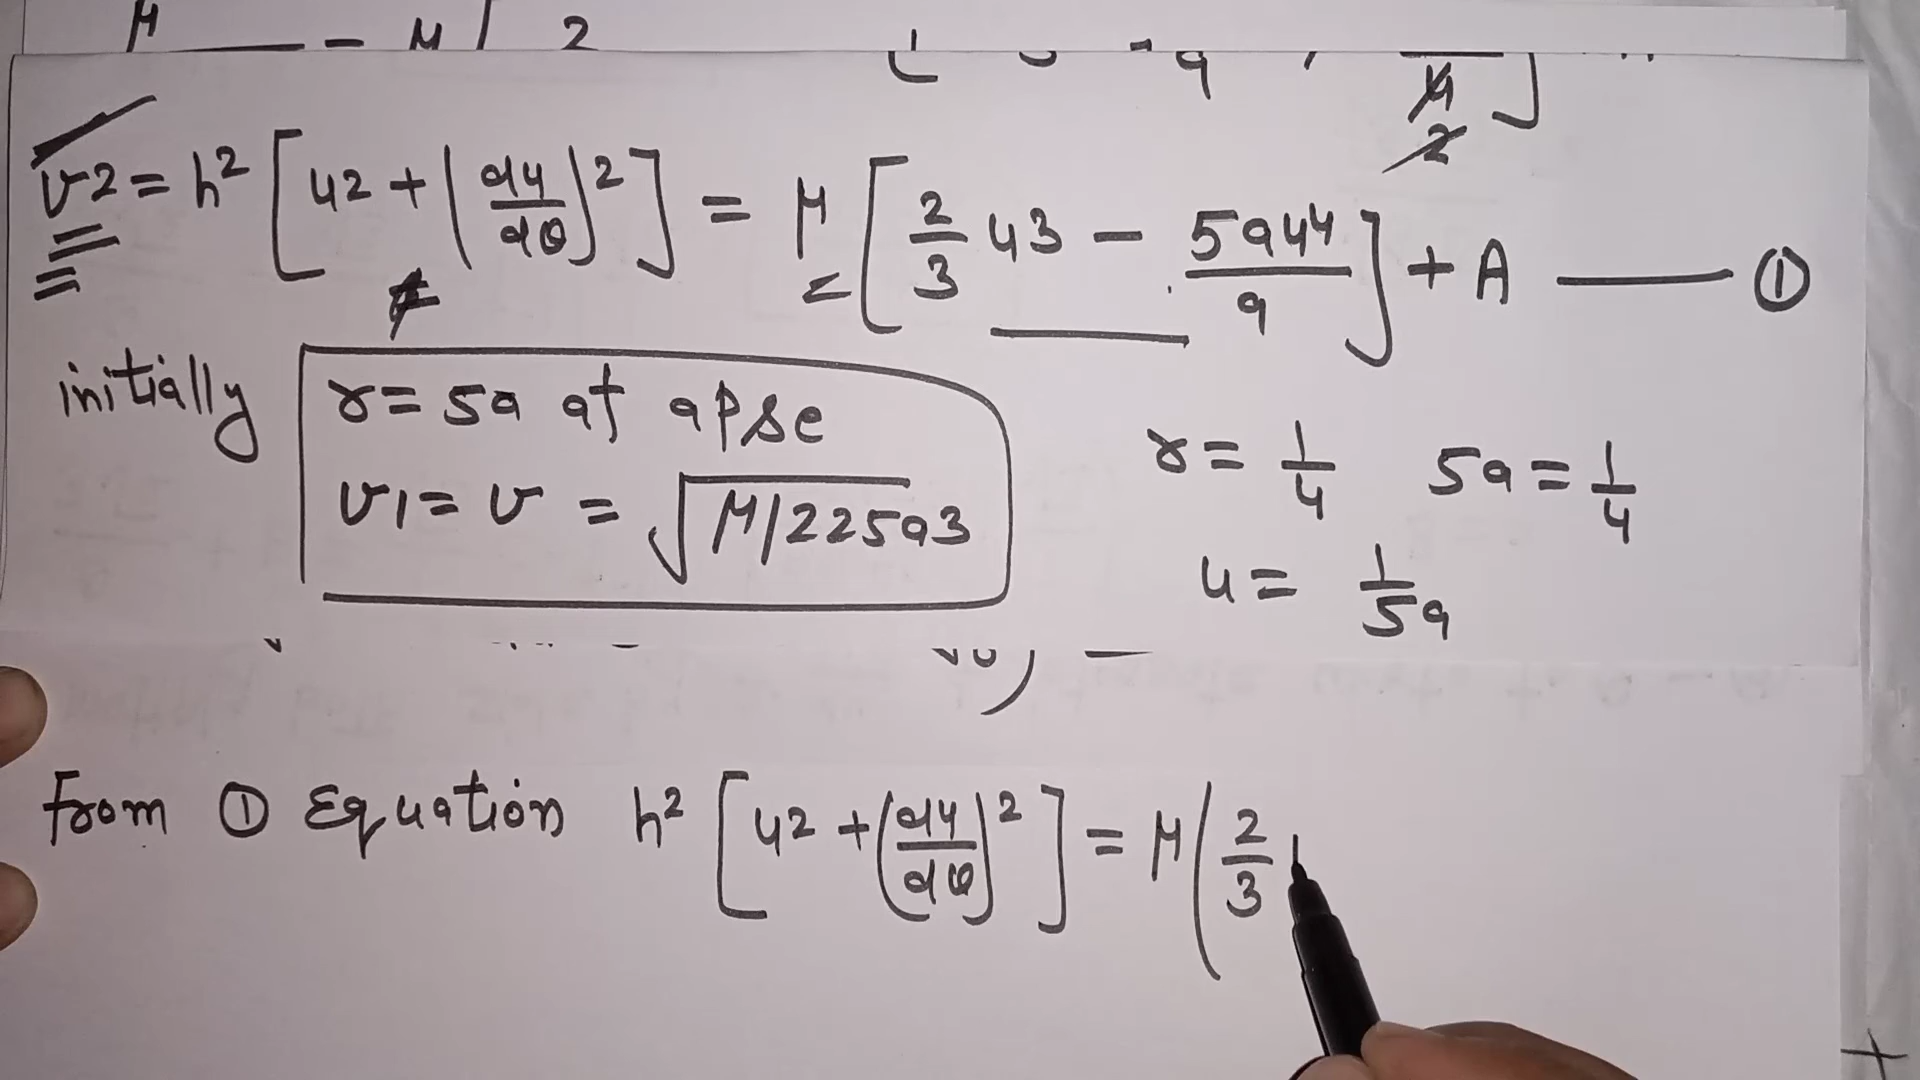 μ — μ/2
v2 = h2 [u2 + (du/dθ)2] = μ [2/3 u3 - 5au4/9] + A — ①
initially
r = 5a at apse
v1 = v = √μ/225a3
r = 1/u 5a = 1/u
u = 1/5a
From ① Equation h2 [u2 + (du/dθ)2] = μ (2/3